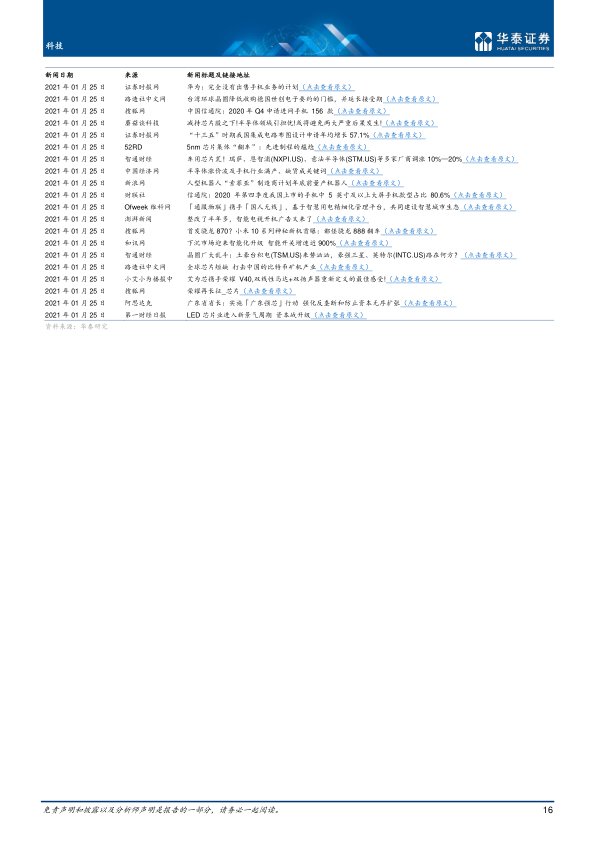 科技
华泰证券
HUATAI SECURITIES
新闻日期 来源 新闻标题及链接地址
2021 年 01 月 25 日 证券时报网 华为：完全没有出售手机业务的计划（点击查看原文）
2021 年 01 月 25 日 路透社中文网 台湾环球晶圆降低收购德国世创电子要约的门槛，并延长接受期（点击查看原文）
2021 年 01 月 25 日 搜狐网 中国信通院：2020 年 Q4 申请进网手机 156 款（点击查看原文）
2021 年 01 月 25 日 蘑菇谈科技 减持芯片股之下!半导体领域引担忧!或将避免两大严重后果发生!（点击查看原文）
2021 年 01 月 25 日 证券时报网 “十三五”时期我国集成电路布图设计申请年均增长 57.1%（点击查看原文）
2021 年 01 月 25 日 52RD 5nm 芯片集体“翻车”：先进制程的尴尬（点击查看原文）
2021 年 01 月 25 日 智通财经 车用芯片荒！瑞萨、恩智浦(NXPI.US)、意法半导体(STM.US)等多家厂商调涨 10%—20%（点击查看原文）
2021 年 01 月 25 日 中国经济网 半导体涨价波及手机行业满产、缺货成关键词（点击查看原文）
2021 年 01 月 25 日 新浪网 人型机器人“索菲亚”制造商计划年底前量产机器人（点击查看原文）
2021 年 01 月 25 日 财联社 信通院：2020 年第四季度我国上市的手机中 5 英寸及以上大屏手机款型占比 80.6%（点击查看原文）
2021 年 01 月 25 日 Ofweek 维科网 「通服物联」携手「国人无线」，基于智慧用电精细化管理平台，共同建设智慧城市生态（点击查看原文）
2021 年 01 月 25 日 澎湃新闻 整改了半年多，智能电视开机广告又来了（点击查看原文）
2021 年 01 月 25 日 搜狐网 首发骁龙 870？小米 10 系列神秘新机首曝：都怪骁龙 888 翻车（点击查看原文）
2021 年 01 月 25 日 和讯网 下沉市场迎来智能化升级 智能开关增速近 900%（点击查看原文）
2021 年 01 月 25 日 智通财经 晶圆厂大乱斗：土豪台积电(TSM.US)来势汹汹，豪强三星、英特尔(INTC.US)路在何方？（点击查看原文）
2021 年 01 月 25 日 路透社中文网 全球芯片短缺 打击中国的比特币矿机产业（点击查看原文）
2021 年 01 月 25 日 小艾小为播报中 艾为芯携手荣耀 V40,双线性马达+双扬声器重新定义的最佳感受!（点击查看原文）
2021 年 01 月 25 日 搜狐网 荣耀再长征_芯片（点击查看原文）
2021 年 01 月 25 日 阿思达克 广东省省长：实施「广东强芯」行动 强化反垄断和防止资本无序扩张（点击查看原文）
2021 年 01 月 25 日 第一财经日报 LED 芯片业进入新景气周期 资本战升级（点击查看原文）
资料来源：华泰研究
免责声明和披露以及分析师声明是报告的一部分，请务必一起阅读。
16